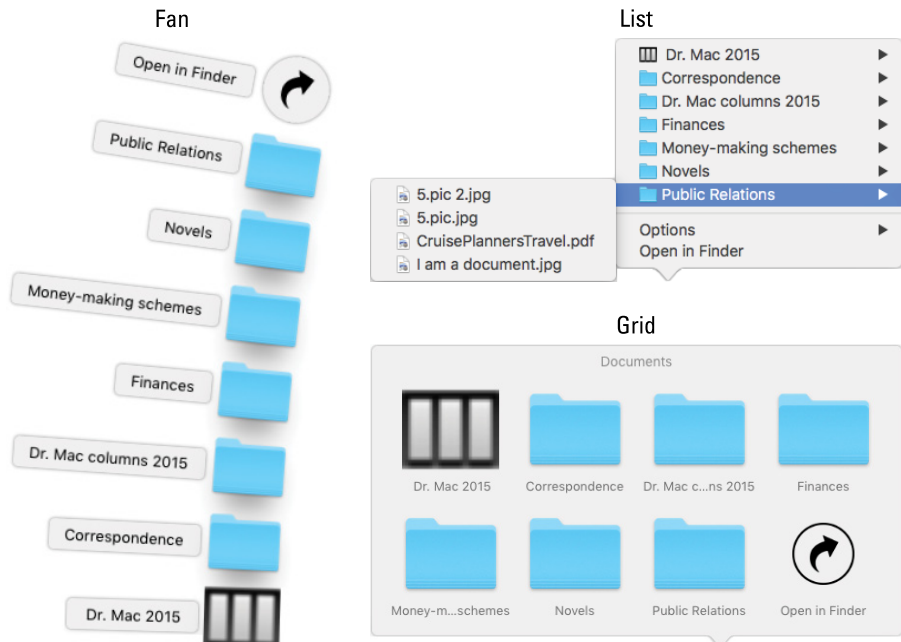 Fan
Open in Finder
Public Relations
Novels
Money-making schemes
Finances
Dr. Mac columns 2015
Correspondence
Dr. Mac 2015
List
Dr. Mac 2015
Correspondence
Dr. Mac columns 2015
Finances
Money-making schemes
Novels
Public Relations
Options
Open in Finder
5.pic 2.jpg
5.pic.jpg
CruisePlannersTravel.pdf
I am a document.jpg
Grid
Documents
Dr. Mac 2015 Correspondence Dr. Mac c...ns 2015 Finances
Money-m...schemes Novels Public Relations Open in Finder